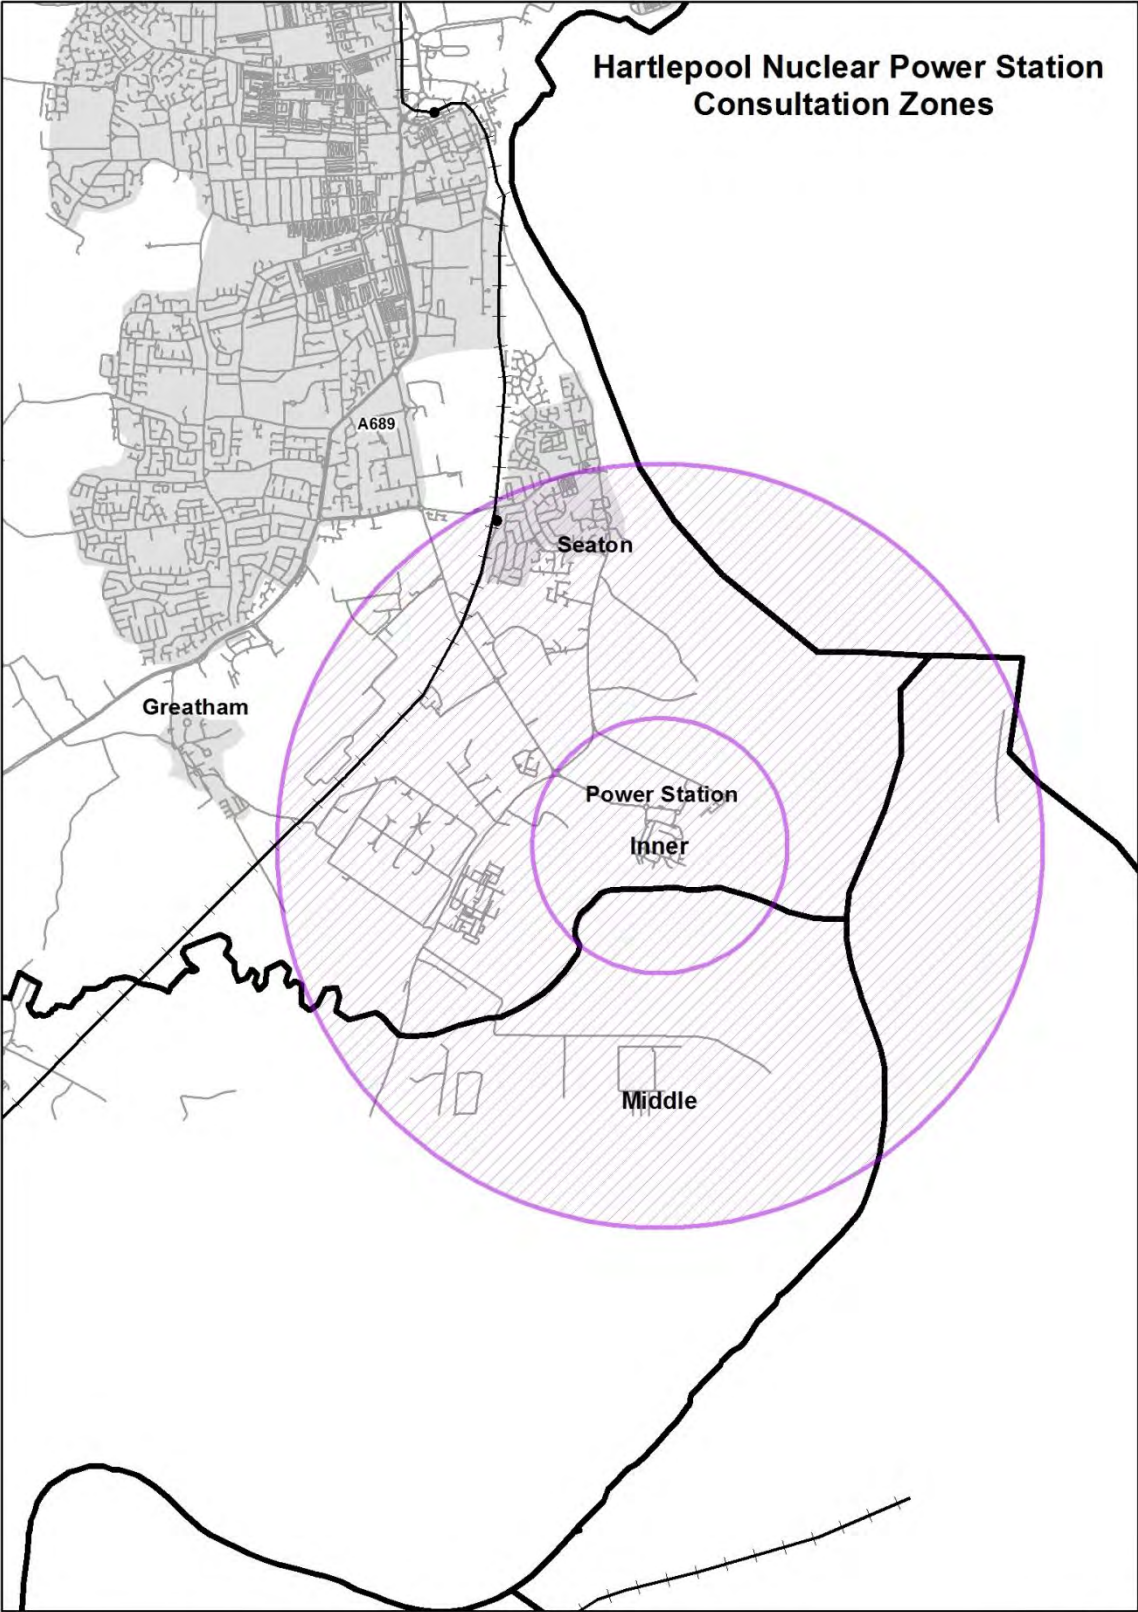 Hartlepool Nuclear Power Station
Consultation Zones
A689
Seaton
Greatham
Power Station
Inner
Middle